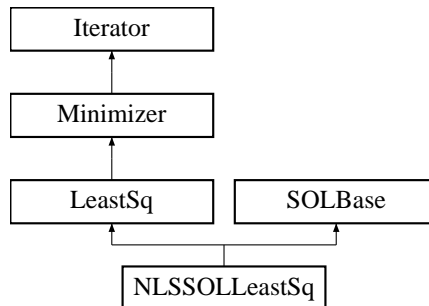 Iterator
Minimizer
LeastSq
SOLBase
NLSSOLLeastSq